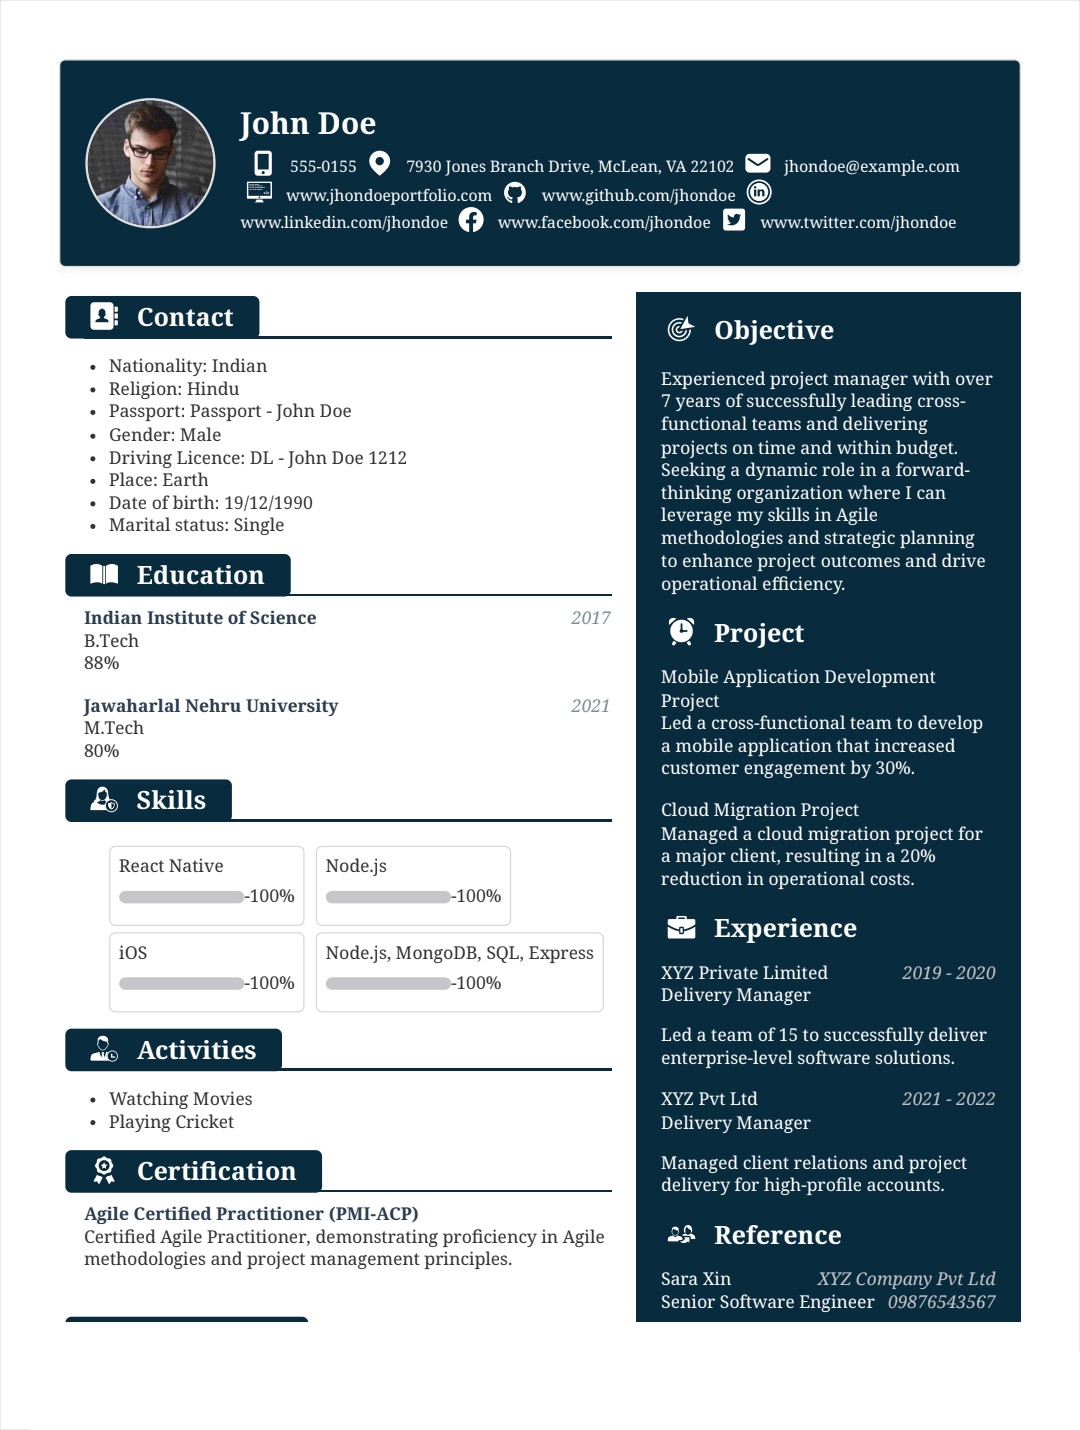 John Doe
555-0155 7930 Jones Branch Drive, McLean, VA 22102 jhondoe@example.com
www.jhondoeportfolio.com www.github.com/jhondoe
www.linkedin.com/jhondoe www.facebook.com/jhondoe www.twitter.com/jhondoe
Contact
• Nationality: Indian
• Religion: Hindu
• Passport: Passport - John Doe
• Gender: Male
• Driving Licence: DL - John Doe 1212
• Place: Earth
• Date of birth: 19/12/1990
• Marital status: Single
Education
Indian Institute of Science 2017
B.Tech
88%
Jawaharlal Nehru University 2021
M.Tech
80%
Skills
React Native
-100%
Node.js
-100%
iOS
-100%
Node.js, MongoDB, SQL, Express
-100%
Activities
• Watching Movies
• Playing Cricket
Certification
Agile Certified Practitioner (PMI-ACP)
Certified Agile Practitioner, demonstrating proficiency in Agile
methodologies and project management principles.
Objective
Experienced project manager with over
7 years of successfully leading cross-
functional teams and delivering
projects on time and within budget.
Seeking a dynamic role in a forward-
thinking organization where I can
leverage my skills in Agile
methodologies and strategic planning
to enhance project outcomes and drive
operational efficiency.
Project
Mobile Application Development
Project
Led a cross-functional team to develop
a mobile application that increased
customer engagement by 30%.
Cloud Migration Project
Managed a cloud migration project for
a major client, resulting in a 20%
reduction in operational costs.
Experience
XYZ Private Limited 2019 - 2020
Delivery Manager
Led a team of 15 to successfully deliver
enterprise-level software solutions.
XYZ Pvt Ltd 2021 - 2022
Delivery Manager
Managed client relations and project
delivery for high-profile accounts.
Reference
Sara Xin XYZ Company Pvt Ltd
Senior Software Engineer 09876543567